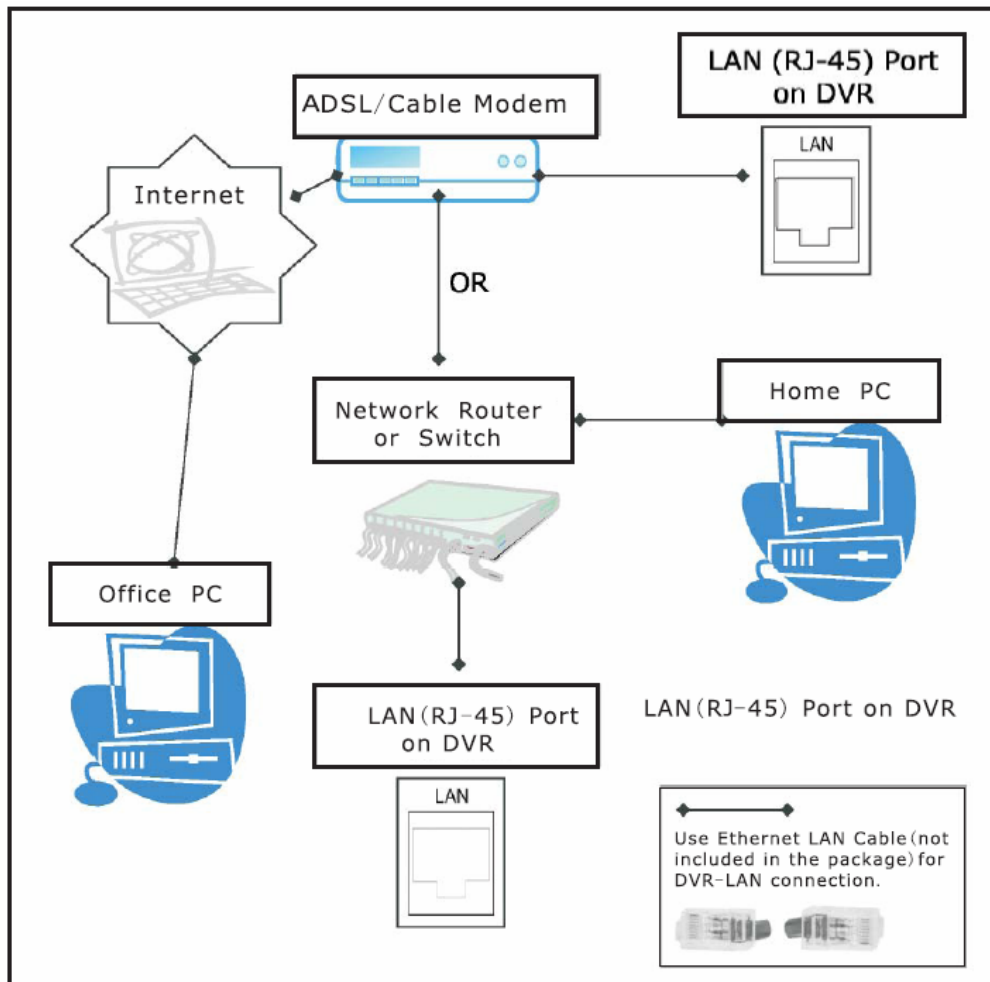 LAN (RJ-45) Port
on DVR
ADSL/Cable Modem
LAN
Internet
OR
Network Router
or Switch
Home PC
Office PC
LAN(RJ-45) Port
on DVR
LAN(RJ-45) Port on DVR
LAN
Use Ethernet LAN Cable(not
included in the package)for
DVR-LAN connection.